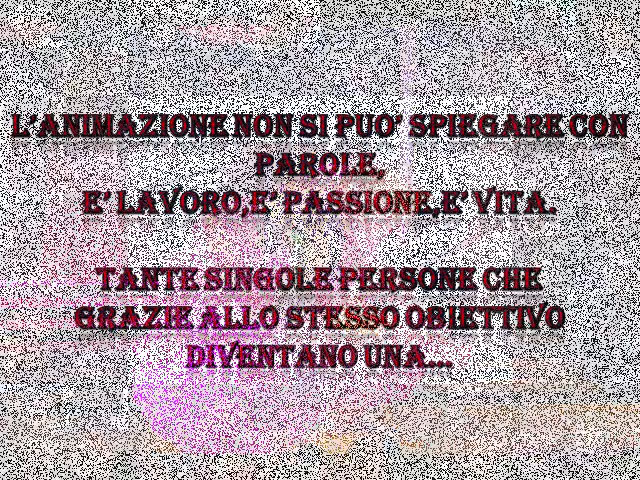 L'ANIMAZIONE NON SI PUO' SPIEGARE CON
PAROLE,
E' LAVORO,E' PASSIONE,E' VITA.
TANTE SINGOLE PERSONE CHE
GRAZIE ALLO STESSO OBIETTIVO
DIVENTANO UNA....